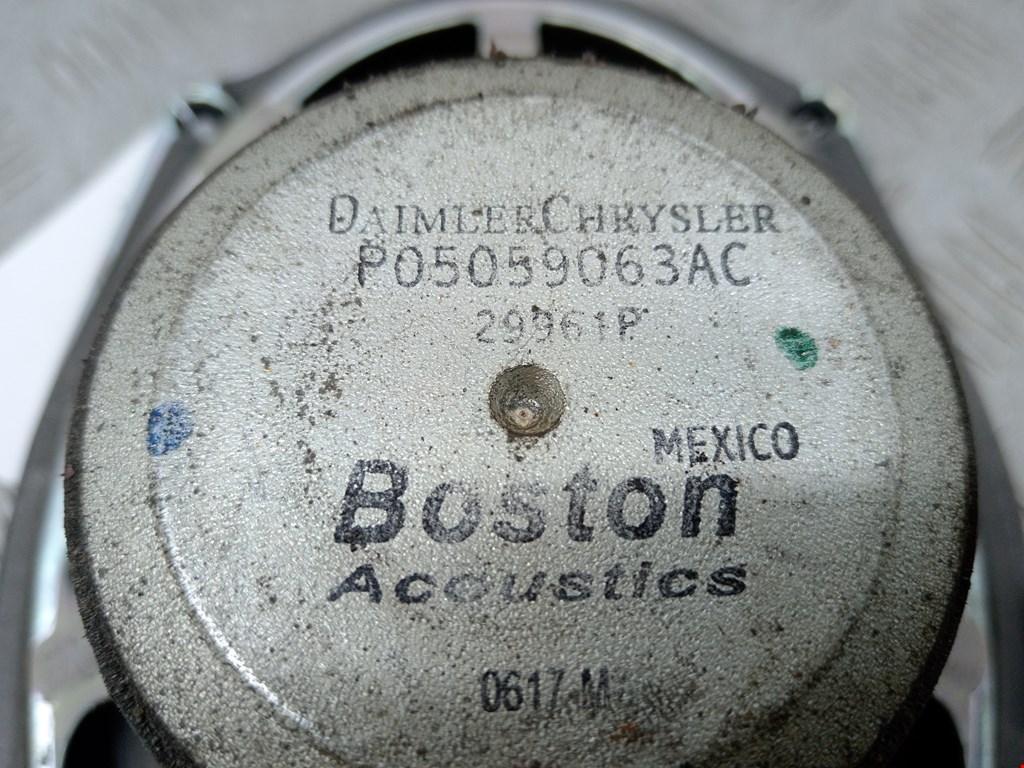 DAIMLERCHRYSLER
P05059063AC
29961P
MEXICO
Boston
Acoustics
0617 M